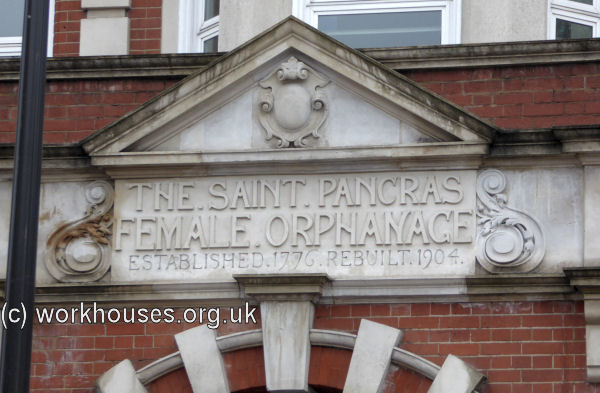 THE.SAINT.PANCRAS
FEMALE.ORPHANAGE
ESTABLISHED.1776.REBUILT.1904.
(c) workhouses.org.uk